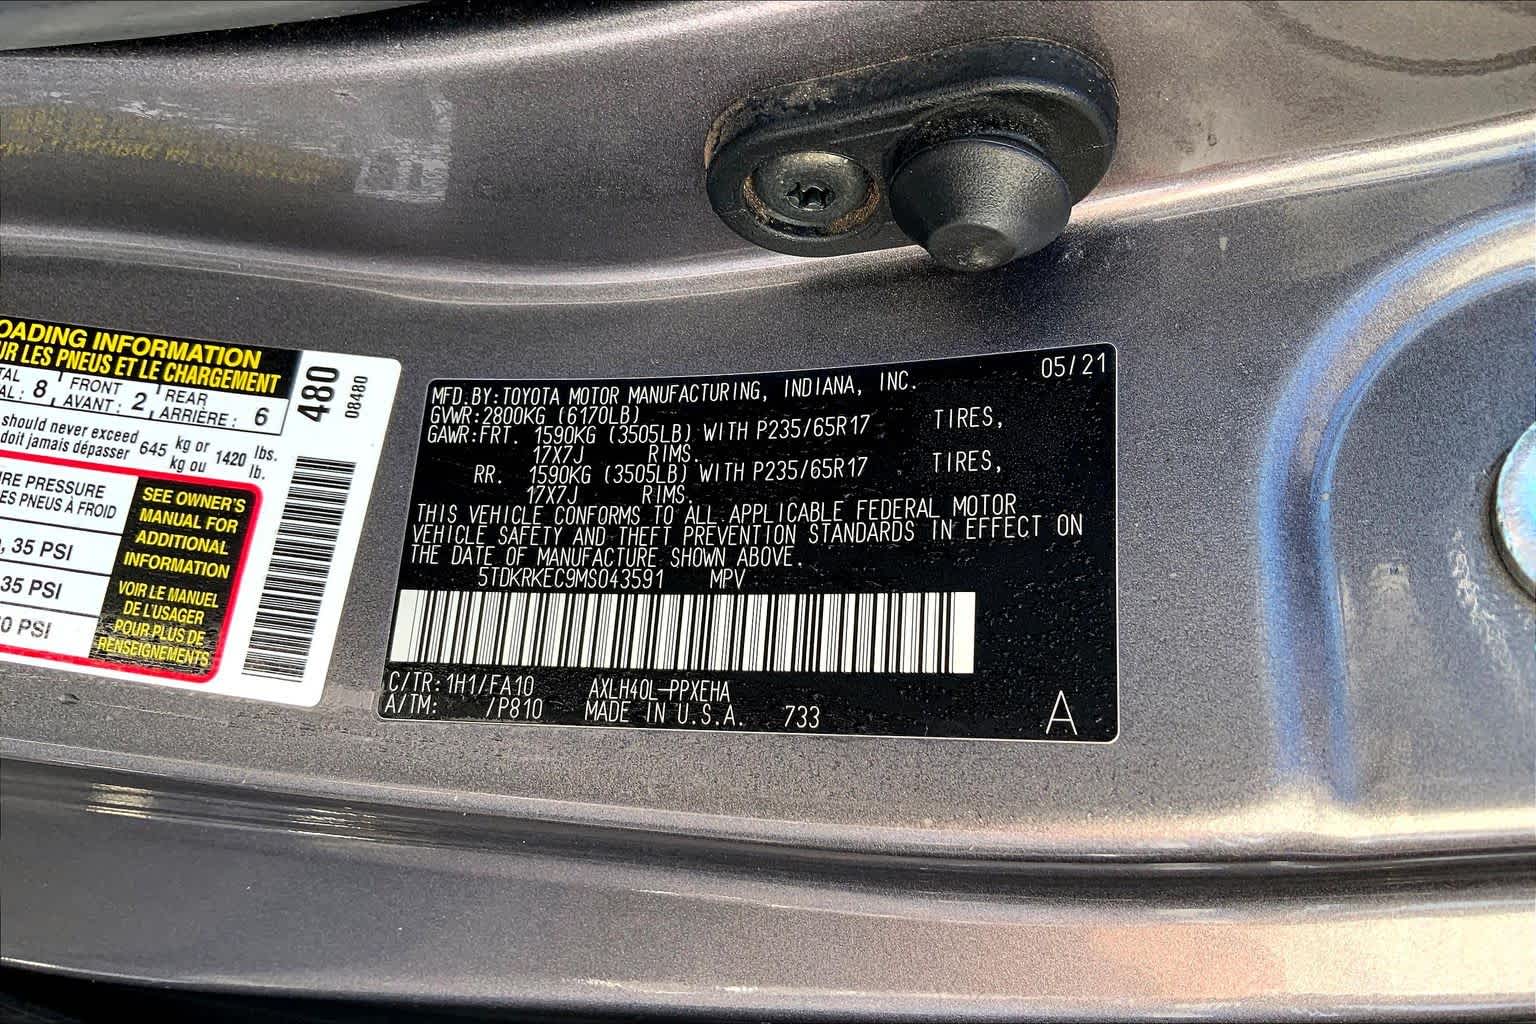 OADING INFORMATION
UR LES PNEUS ET LE CHARGEMENT
TAL FRONT REAR
AL: 8 AVANT: 2 ARRIÈRE: 6
should never exceed 645 kg or 1420 lbs.
doit jamais dépasser kg ou lb.
IRE PRESSURE
ES PNEUS À FROID
, 35 PSI
35 PSI
0 PSI
SEE OWNER'S
MANUAL FOR
ADDITIONAL
INFORMATION
VOIR LE MANUEL
DE L'USAGER
POUR PLUS DE
RENSEIGNEMENTS
480
08480
05/21
MFD.BY:TOYOTA MOTOR MANUFACTURING, INDIANA, INC.
GVWR:2800KG (6170LB)
GAWR:FRT. 1590KG (3505LB) WITH P235/65R17 TIRES,
17X7J RIMS.
RR. 1590KG (3505LB) WITH P235/65R17 TIRES,
17X7J RIMS.
THIS VEHICLE CONFORMS TO ALL APPLICABLE FEDERAL MOTOR
VEHICLE SAFETY AND THEFT PREVENTION STANDARDS IN EFFECT ON
THE DATE OF MANUFACTURE SHOWN ABOVE.
5TDKRKEC9MS043591 MPV
C/TR:1H1/FA10 AXLH40L-PPXEHA
A/TM: /P810 MADE IN U.S.A. 733
A